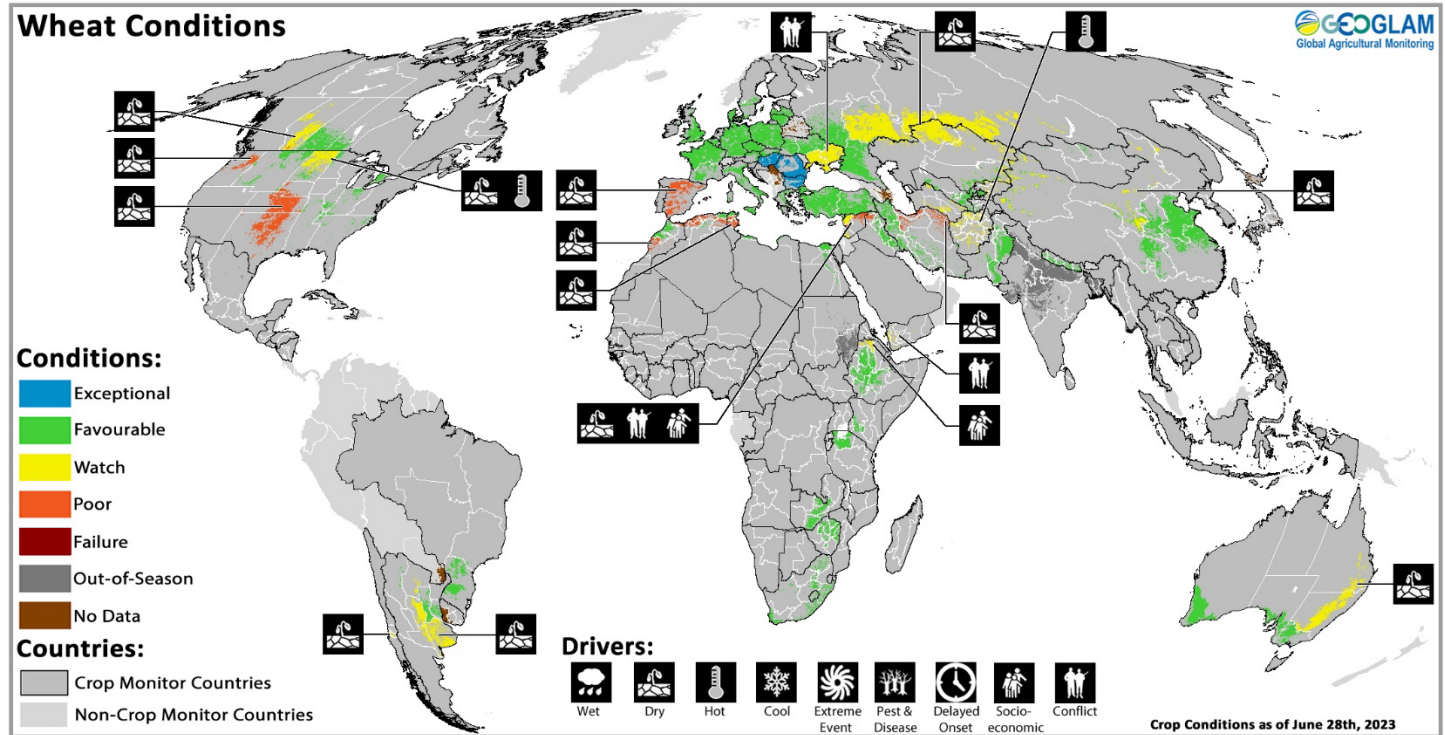 Wheat Conditions
GEOGLAM
Global Agricultural Monitoring
Conditions:
Exceptional
Favourable
Watch
Poor
Failure
Out-of-Season
No Data
Countries:
Crop Monitor Countries
Non-Crop Monitor Countries
Drivers:
Wet
Dry
Hot
Cool
Extreme
Event
Pest &
Disease
Delayed
Onset
Socio-
economic
Conflict
Crop Conditions as of June 28th, 2023